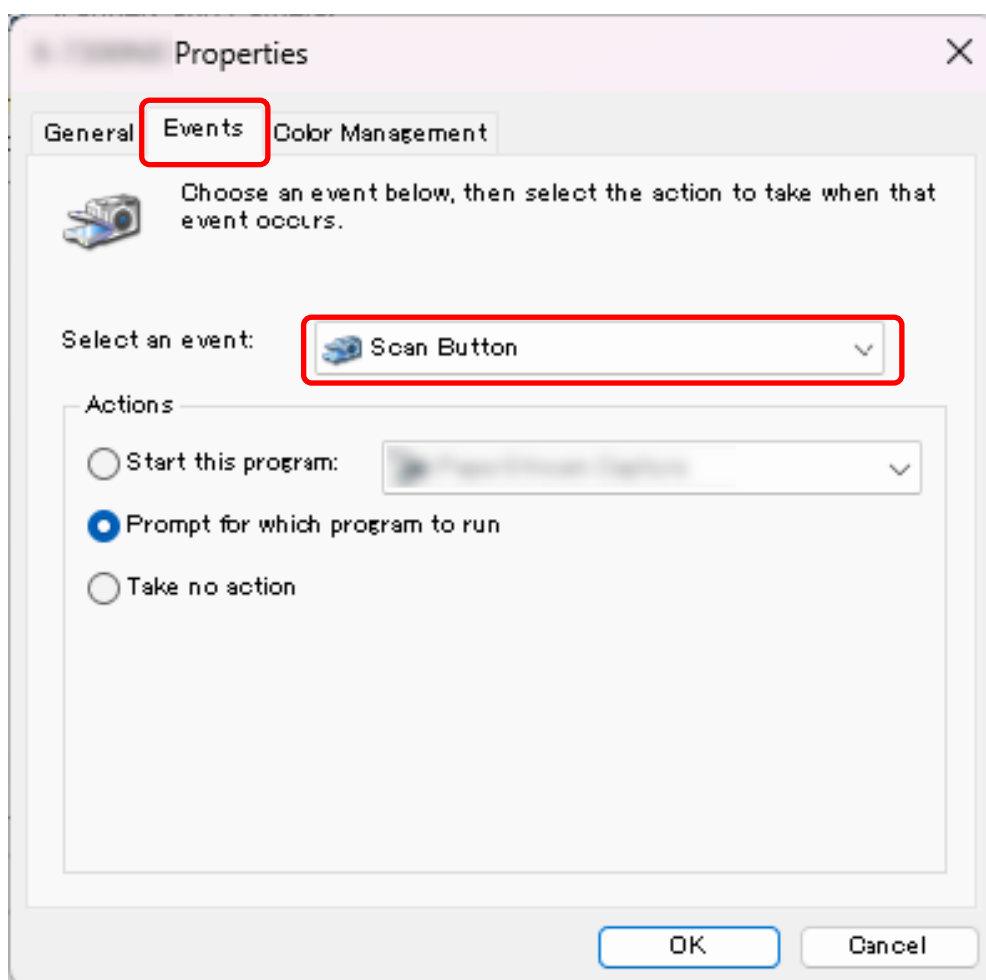 Properties
General Events Color Management
Choose an event below, then select the action to take when that
event occurs.
Select an event: Scan Button
Actions
Start this program:
Prompt for which program to run
Take no action
OK Cancel